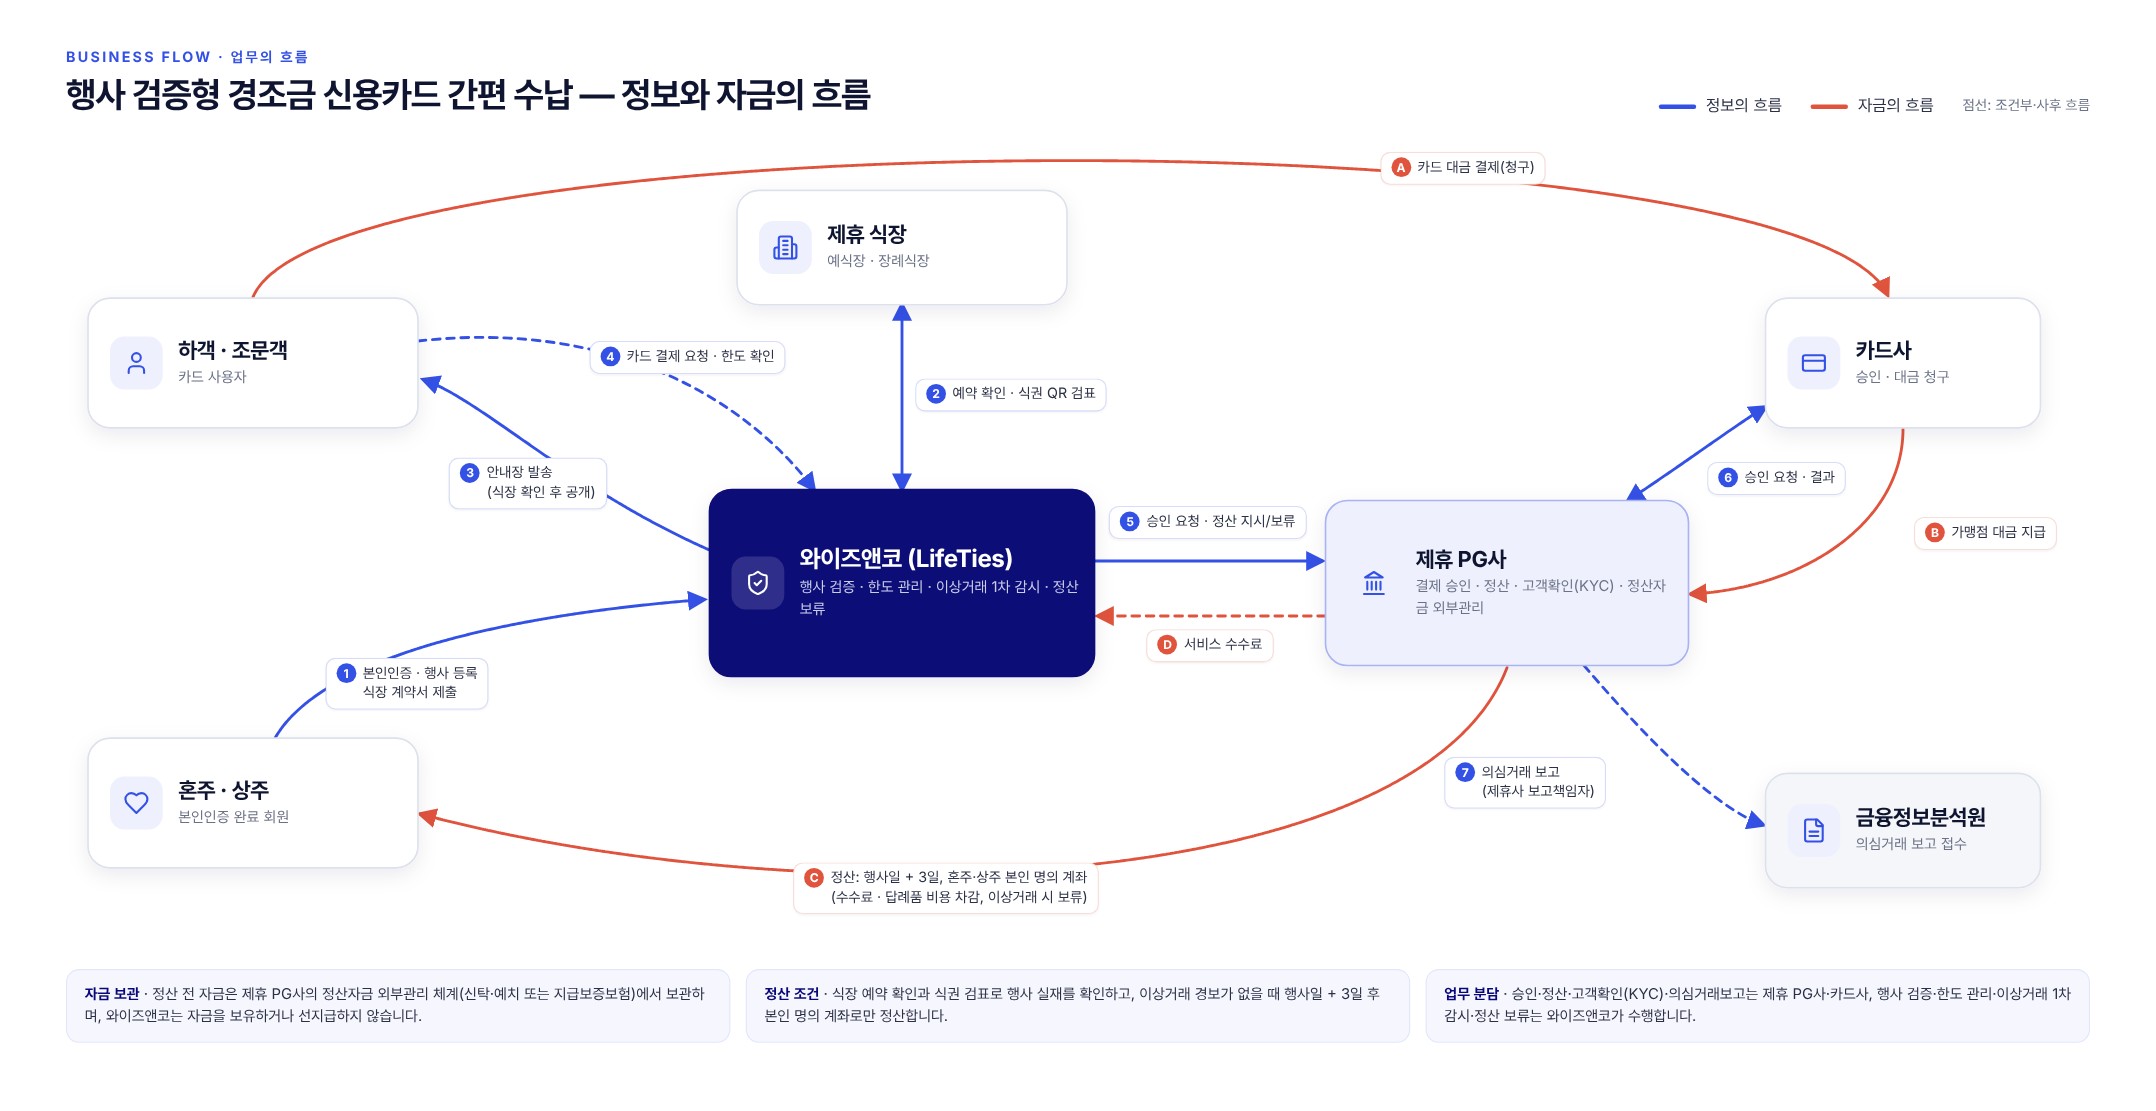 BUSINESS FLOW · 업무의 흐름
행사 검증형 경조금 신용카드 간편 수납 — 정보와 자금의 흐름
정보의 흐름
자금의 흐름
점선: 조건부·사후 흐름
A 카드 대금 결제(청구)
제휴 식장
예식장 · 장례식장
하객 · 조문객
카드 사용자
4 카드 결제 요청 · 한도 확인
2 예약 확인 · 식권 QR 검표
카드사
승인 · 대금 청구
3 안내장 발송
(식장 확인 후 공개)
6 승인 요청 · 결과
5 승인 요청 · 정산 지시/보류
B 가맹점 대금 지급
와이즈앤코 (LifeTies)
행사 검증 · 한도 관리 · 이상거래 1차 감시 · 정산
보류
제휴 PG사
결제 승인 · 정산 · 고객확인(KYC) · 정산자
금 외부관리
D 서비스 수수료
1 본인인증 · 행사 등록
식장 계약서 제출
혼주 · 상주
본인인증 완료 회원
7 의심거래 보고
(제휴사 보고책임자)
금융정보분석원
의심거래 보고 접수
C 정산: 행사일 + 3일, 혼주·상주 본인 명의 계좌
(수수료 · 답례품 비용 차감, 이상거래 시 보류)
자금 보관 · 정산 전 자금은 제휴 PG사의 정산자금 외부관리 체계(신탁·예치 또는 지급보증보험)에서 보관하
며, 와이즈앤코는 자금을 보유하거나 선지급하지 않습니다.
정산 조건 · 식장 예약 확인과 식권 검표로 행사 실재를 확인하고, 이상거래 경보가 없을 때 행사일 + 3일 후
본인 명의 계좌로만 정산합니다.
업무 분담 · 승인·정산·고객확인(KYC)·의심거래보고는 제휴 PG사·카드사, 행사 검증·한도 관리·이상거래 1차
감시·정산 보류는 와이즈앤코가 수행합니다.